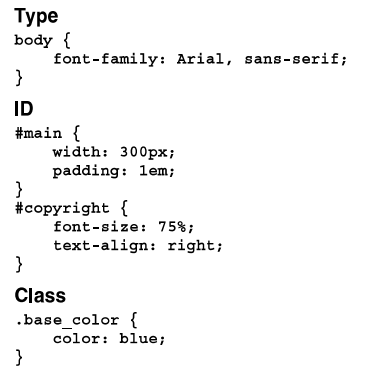 Type
body {
    font-family: Arial, sans-serif;
}
ID
#main {
    width: 300px;
    padding: 1em;
}
#copyright {
    font-size: 75%;
    text-align: right;
}
Class
.base_color {
    color: blue;
}